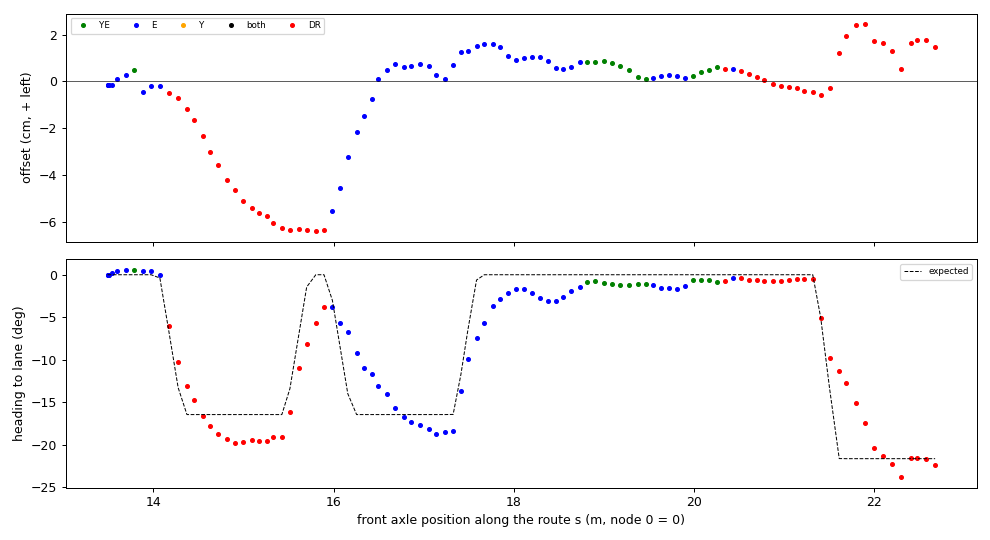 YE E Y both DR
offset (cm, + left)
2
0
−2
−4
−6
expected
heading to lane (deg)
0
−5
−10
−15
−20
−25
14 16 18 20 22
front axle position along the route s (m, node 0 = 0)